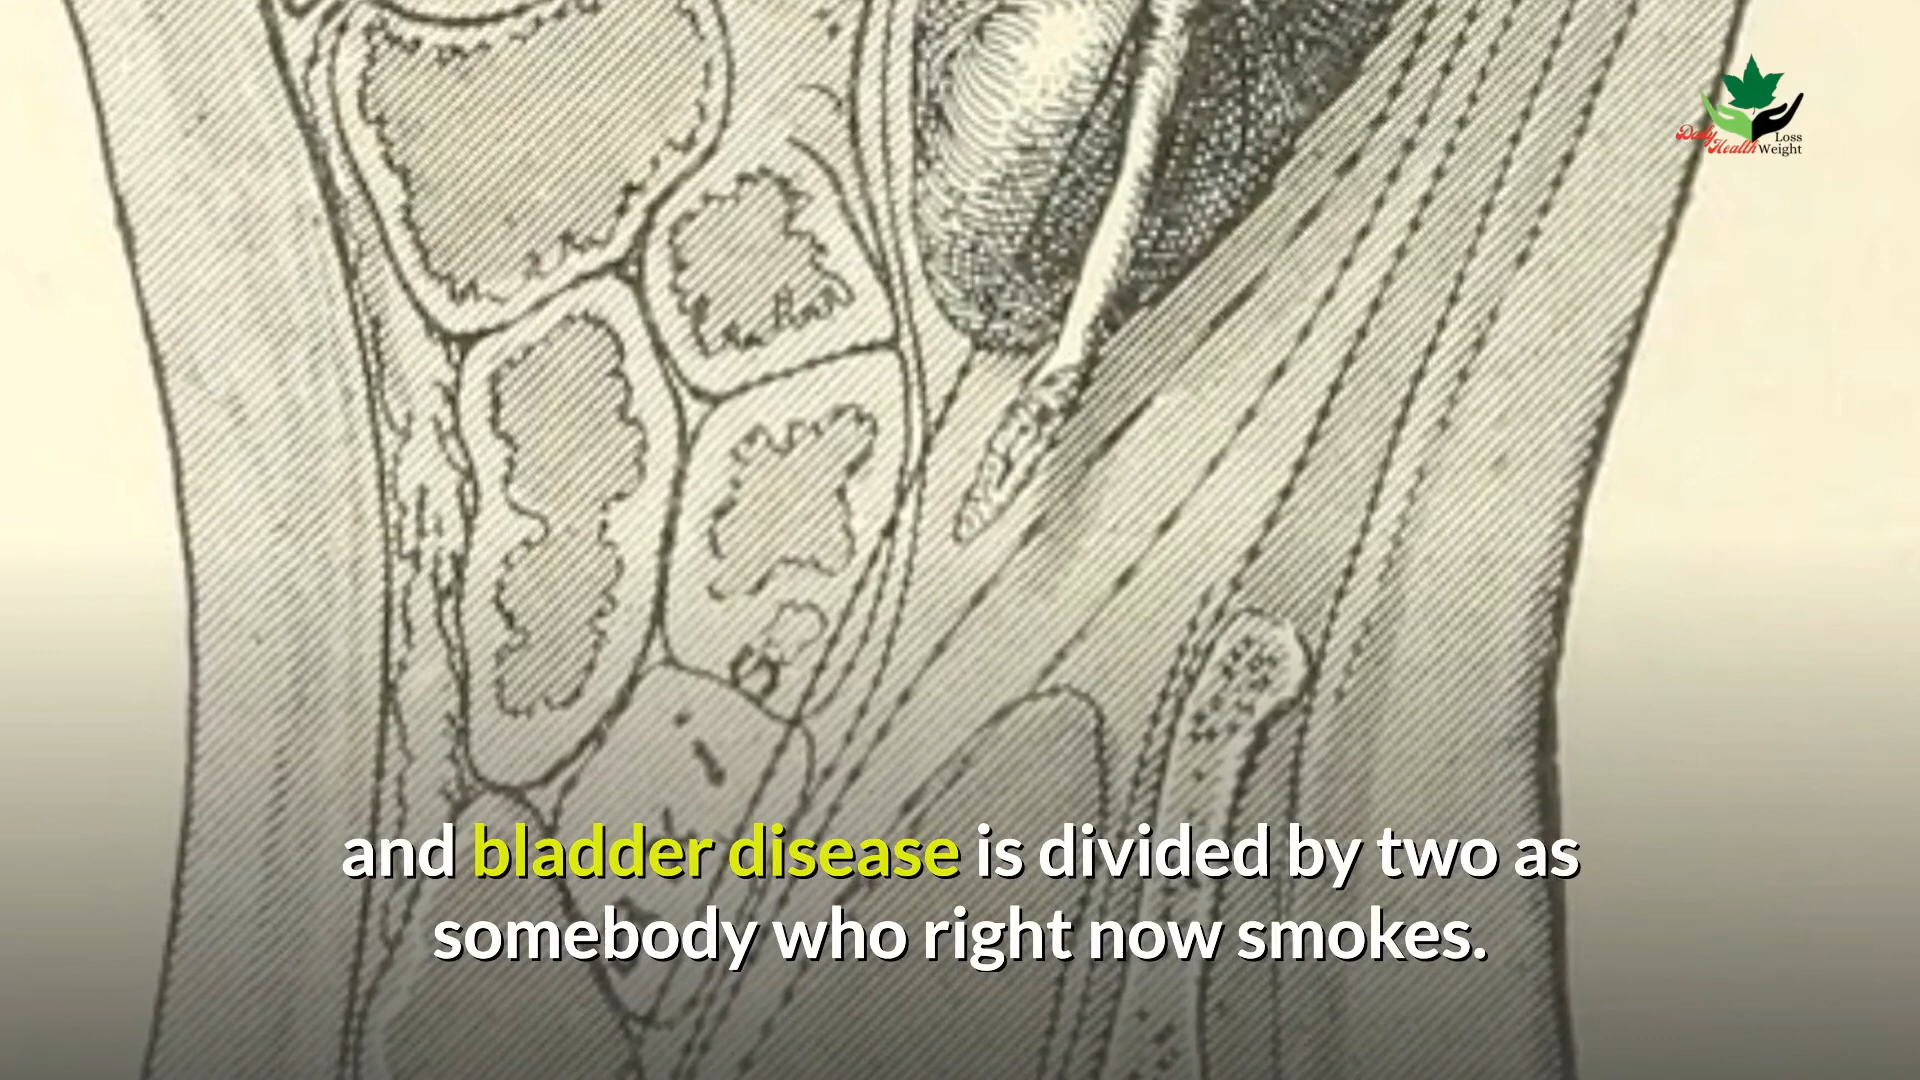 Daily
Health
Loss
Weight
and bladder disease is divided by two as
somebody who right now smokes.